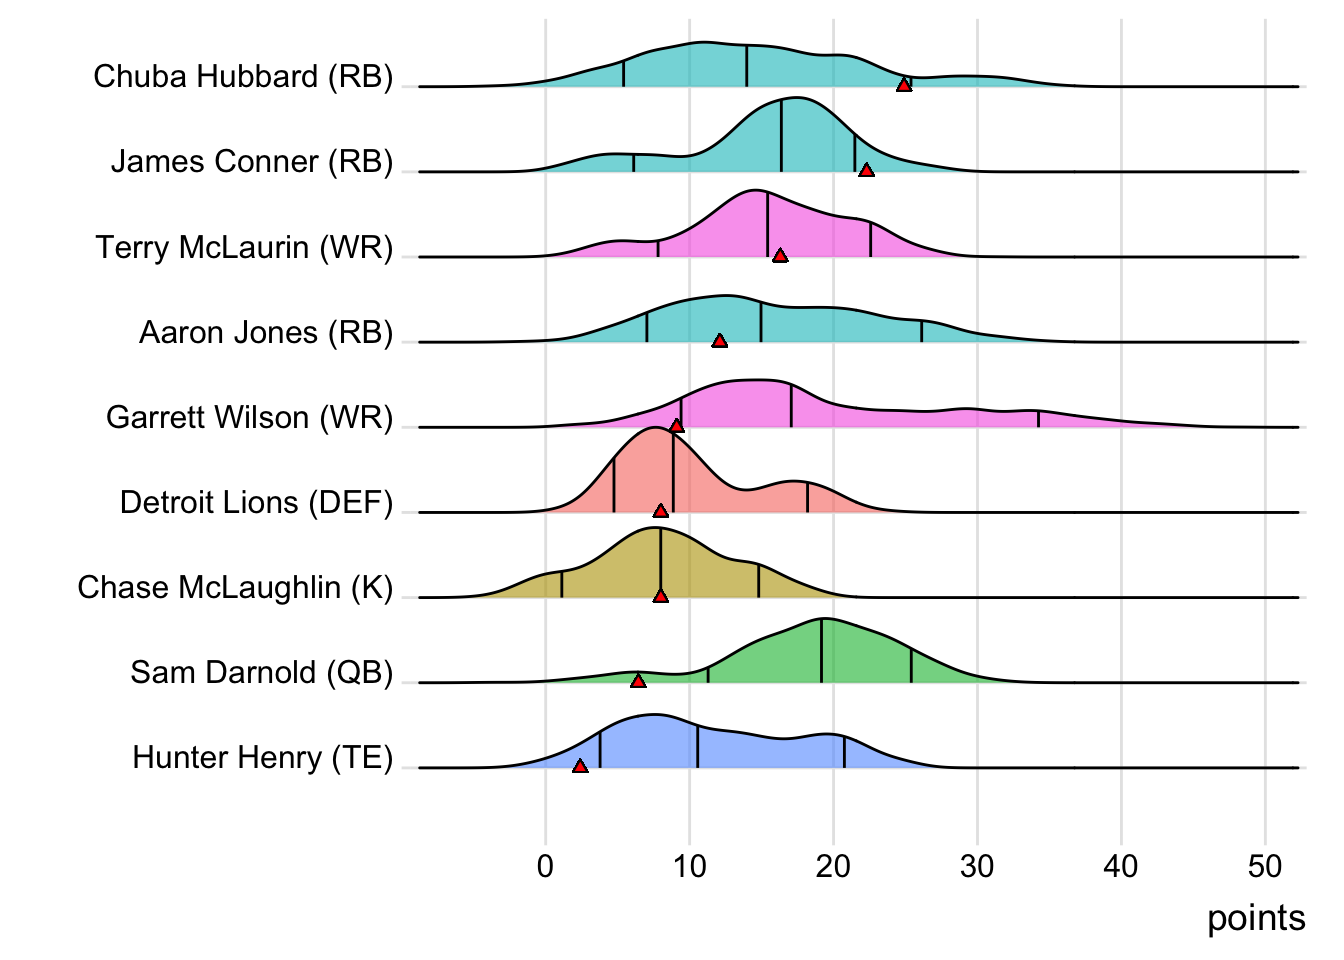 Chuba Hubbard (RB)
James Conner (RB)
Terry McLaurin (WR)
Aaron Jones (RB)
Garrett Wilson (WR)
Detroit Lions (DEF)
Chase McLaughlin (K)
Sam Darnold (QB)
Hunter Henry (TE)
0 10 20 30 40 50
points